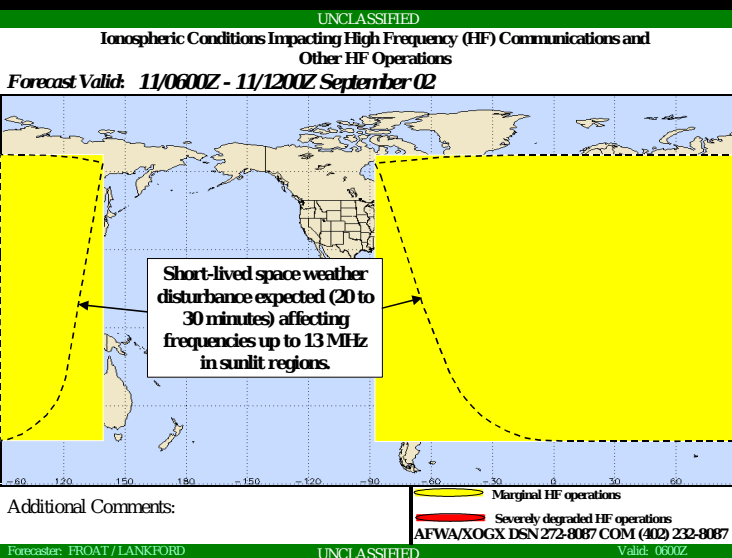 UNCLASSIFIED
Ionospheric Conditions Impacting High Frequency (HF) Communications and
Other HF Operations
Forecast Valid: 11/0600Z - 11/1200Z September 02
Short-lived space weather
disturbance expected (20 to
30 minutes) affecting
frequencies up to 13 MHz
in sunlit regions.
-60 120 150 180 -150 -120 -90 -60 -30 0 30 60
Additional Comments:
Marginal HF operations
Severely degraded HF operations
AFWA/XOGX DSN 272-8087 COM (402) 232-8087
Forecaster: FROAT / LANKFORD
UNCLASSIFIED
Valid: 0600Z